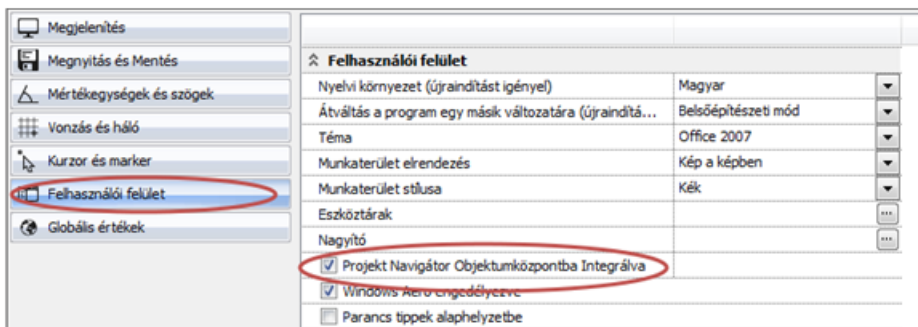 Megjelenítés
Megnyitás és Mentés
Mértékegységek és szögek
Vonzás és háló
Kurzor és marker
Felhasználói felület
Globális értékek
Felhasználói felület
Nyelvi környezet (újraindítást igényel) Magyar
Átváltás a program egy másik változatára (újraindítá... Belsőépítészeti mód
Téma Office 2007
Munkaterület elrendezés Kép a képben
Munkaterület stílusa Kék
Eszköztárak
Nagyító
Projekt Navigátor Objektumközpontba Integrálva
Windows Aero engedélyezve
Parancs tippek alaphelyzetbe